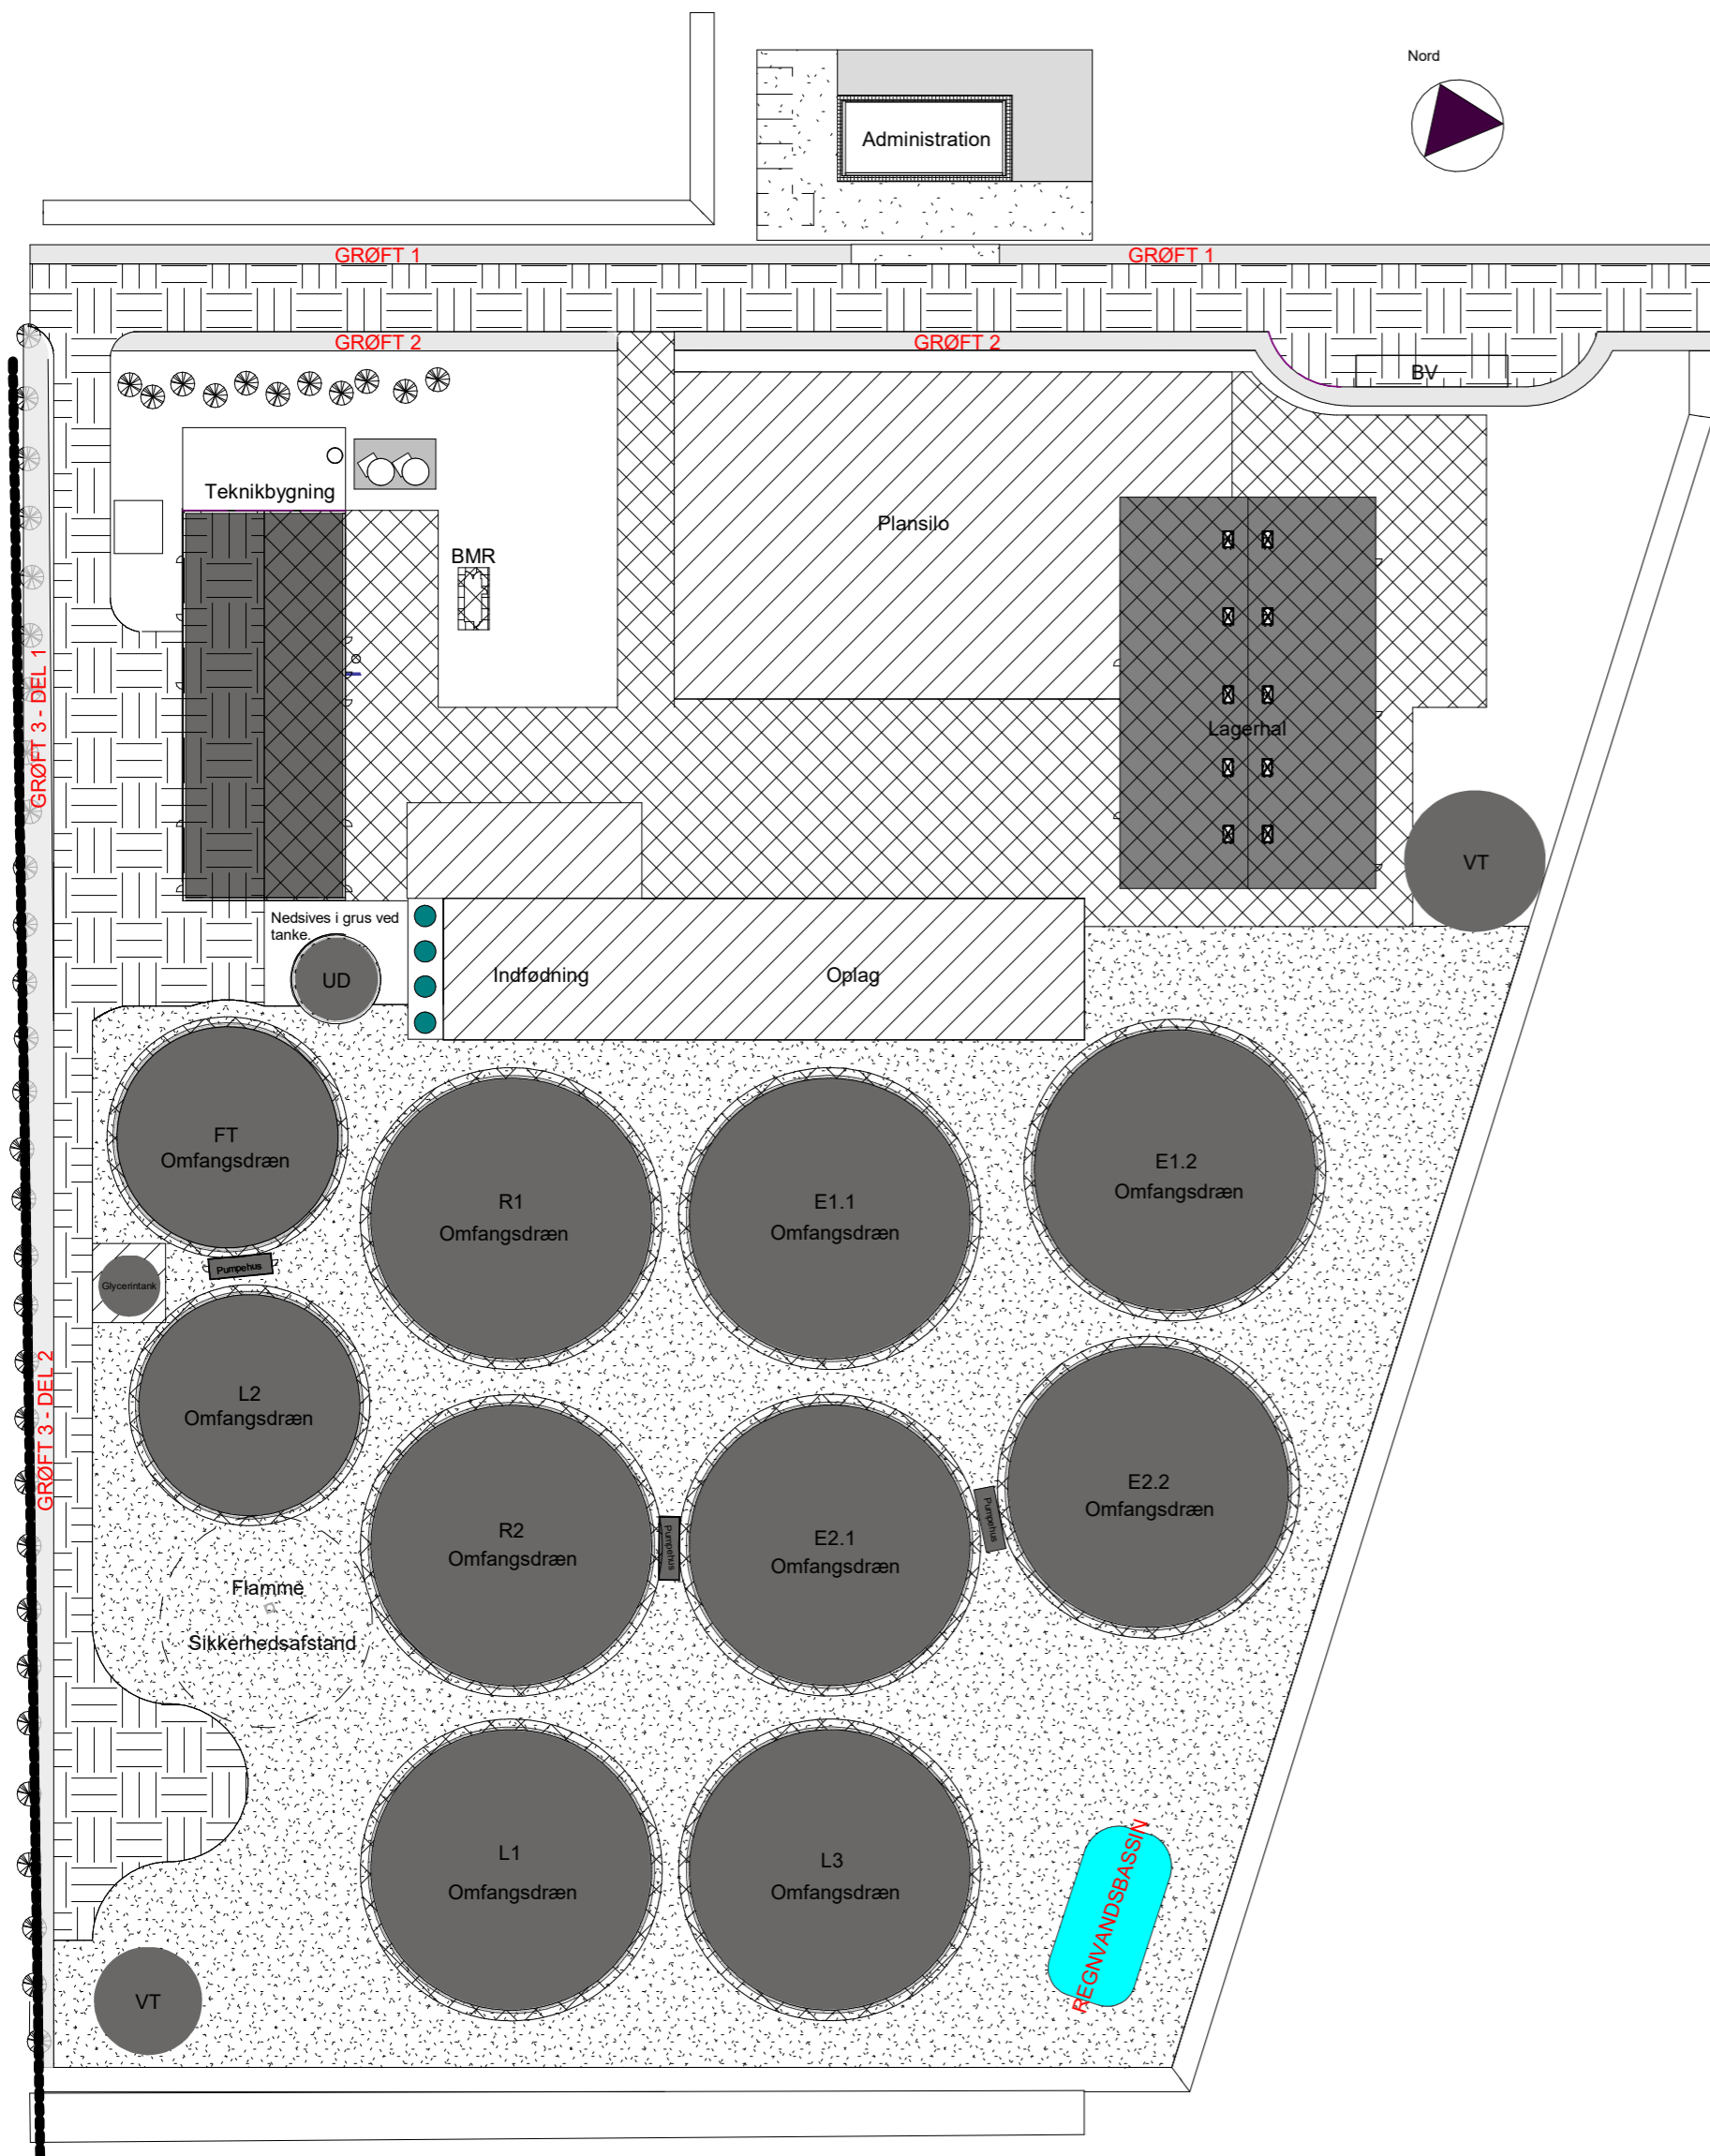 Nord
Administration
GRØFT 1
GRØFT 1
GRØFT 2
GRØFT 2
BV
Teknikbygning
Plansilo
BMR
GRØFT 3 - DEL 1
Lagerhal
VT
Nedsives i grus ved
tanke.
UD
Indfødning
Oplag
FT
Omfangsdræn
R1
Omfangsdræn
E1.1
Omfangsdræn
E1.2
Omfangsdræn
Pumpehus
Glycerintank
GRØFT 3 - DEL 2
L2
Omfangsdræn
R2
Omfangsdræn
Pumpehus
E2.1
Omfangsdræn
Pumpehus
E2.2
Omfangsdræn
Flamme
Sikkerhedsafstand
L1
Omfangsdræn
L3
Omfangsdræn
REGNVANDSBASSIN
VT